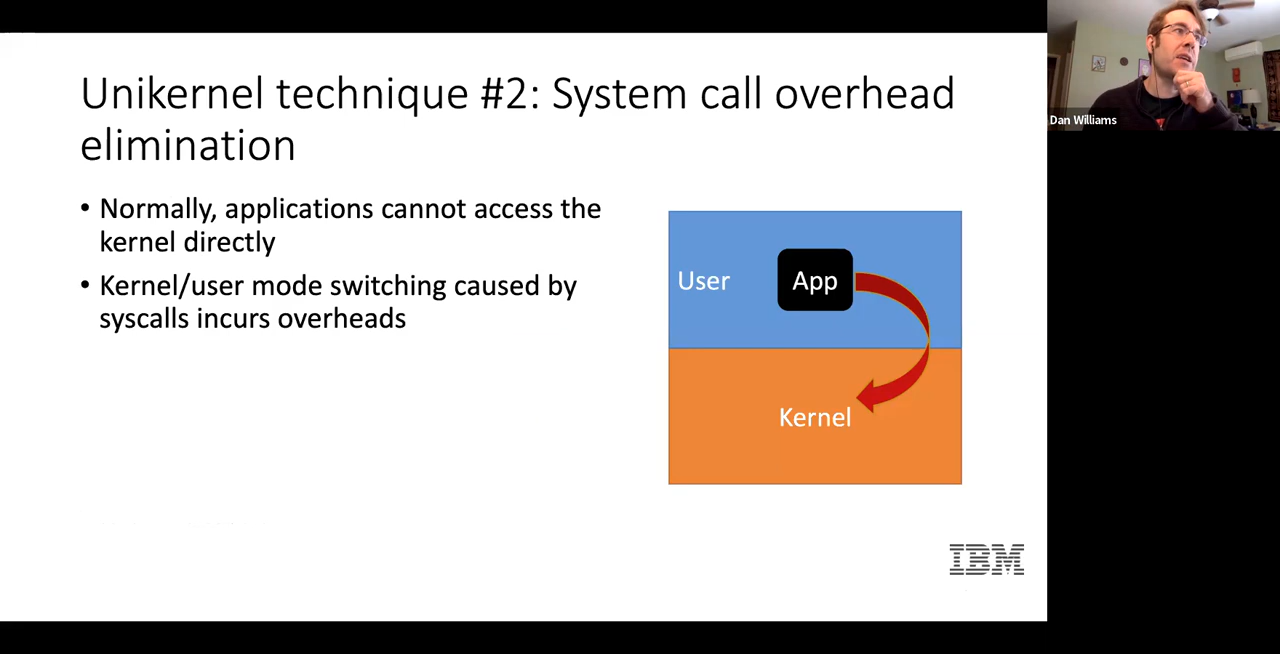 Unikernel technique #2: System call overhead
elimination
• Normally, applications cannot access the
kernel directly
• Kernel/user mode switching caused by
syscalls incurs overheads
User
App
Kernel
IBM
Dan Williams